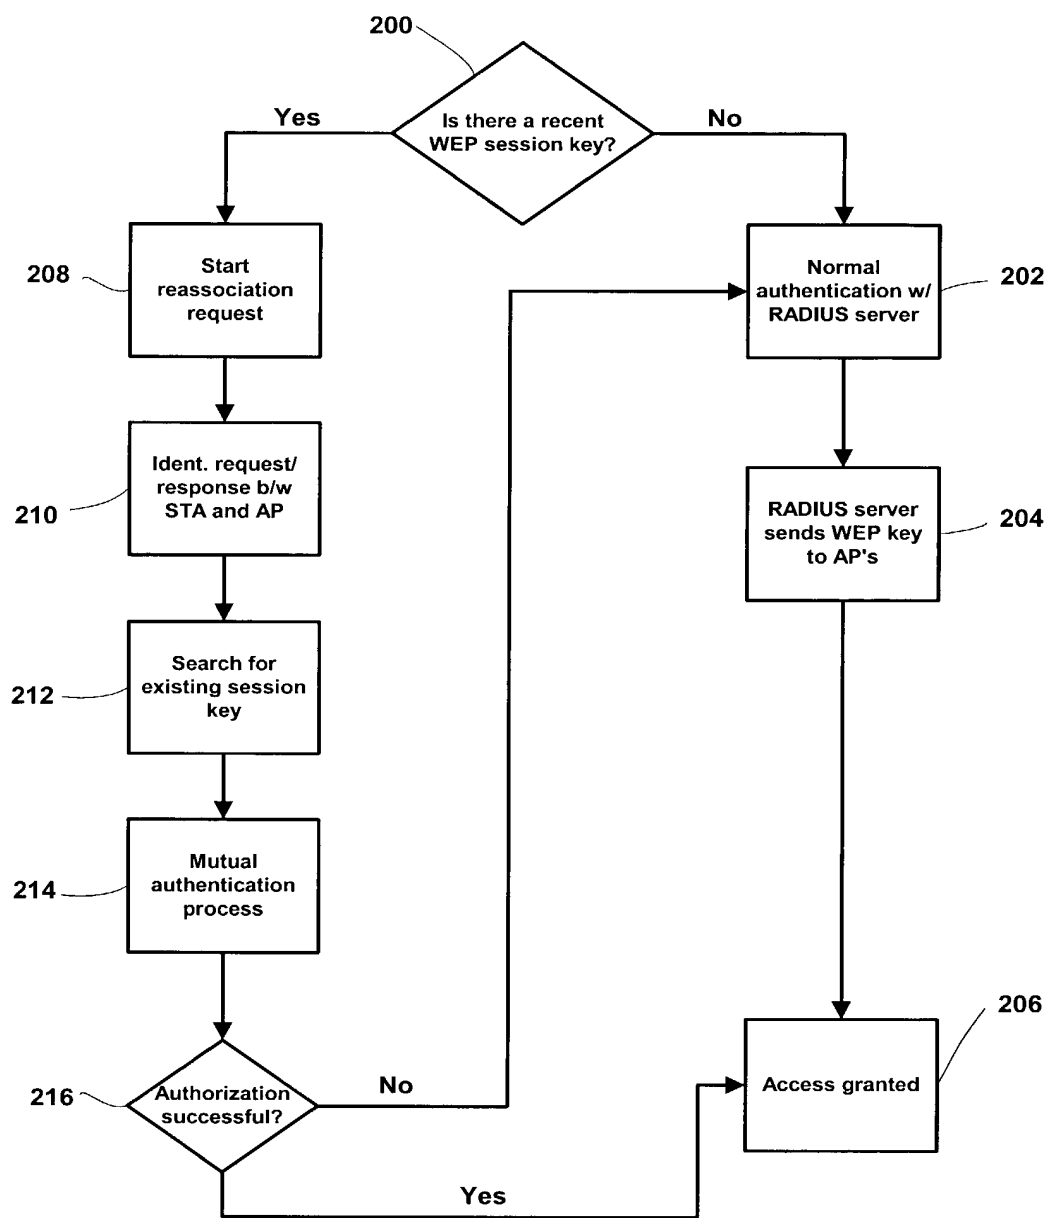 200
Yes
Is there a recent
WEP session key?
No
208
Start
reassociation
request
Normal
authentication w/
RADIUS server
202
210
Ident. request/
response b/w
STA and AP
RADIUS server
sends WEP key
to AP's
204
212
Search for
existing session
key
214
Mutual
authentication
process
216
Authorization
successful?
No
Yes
Access granted
206